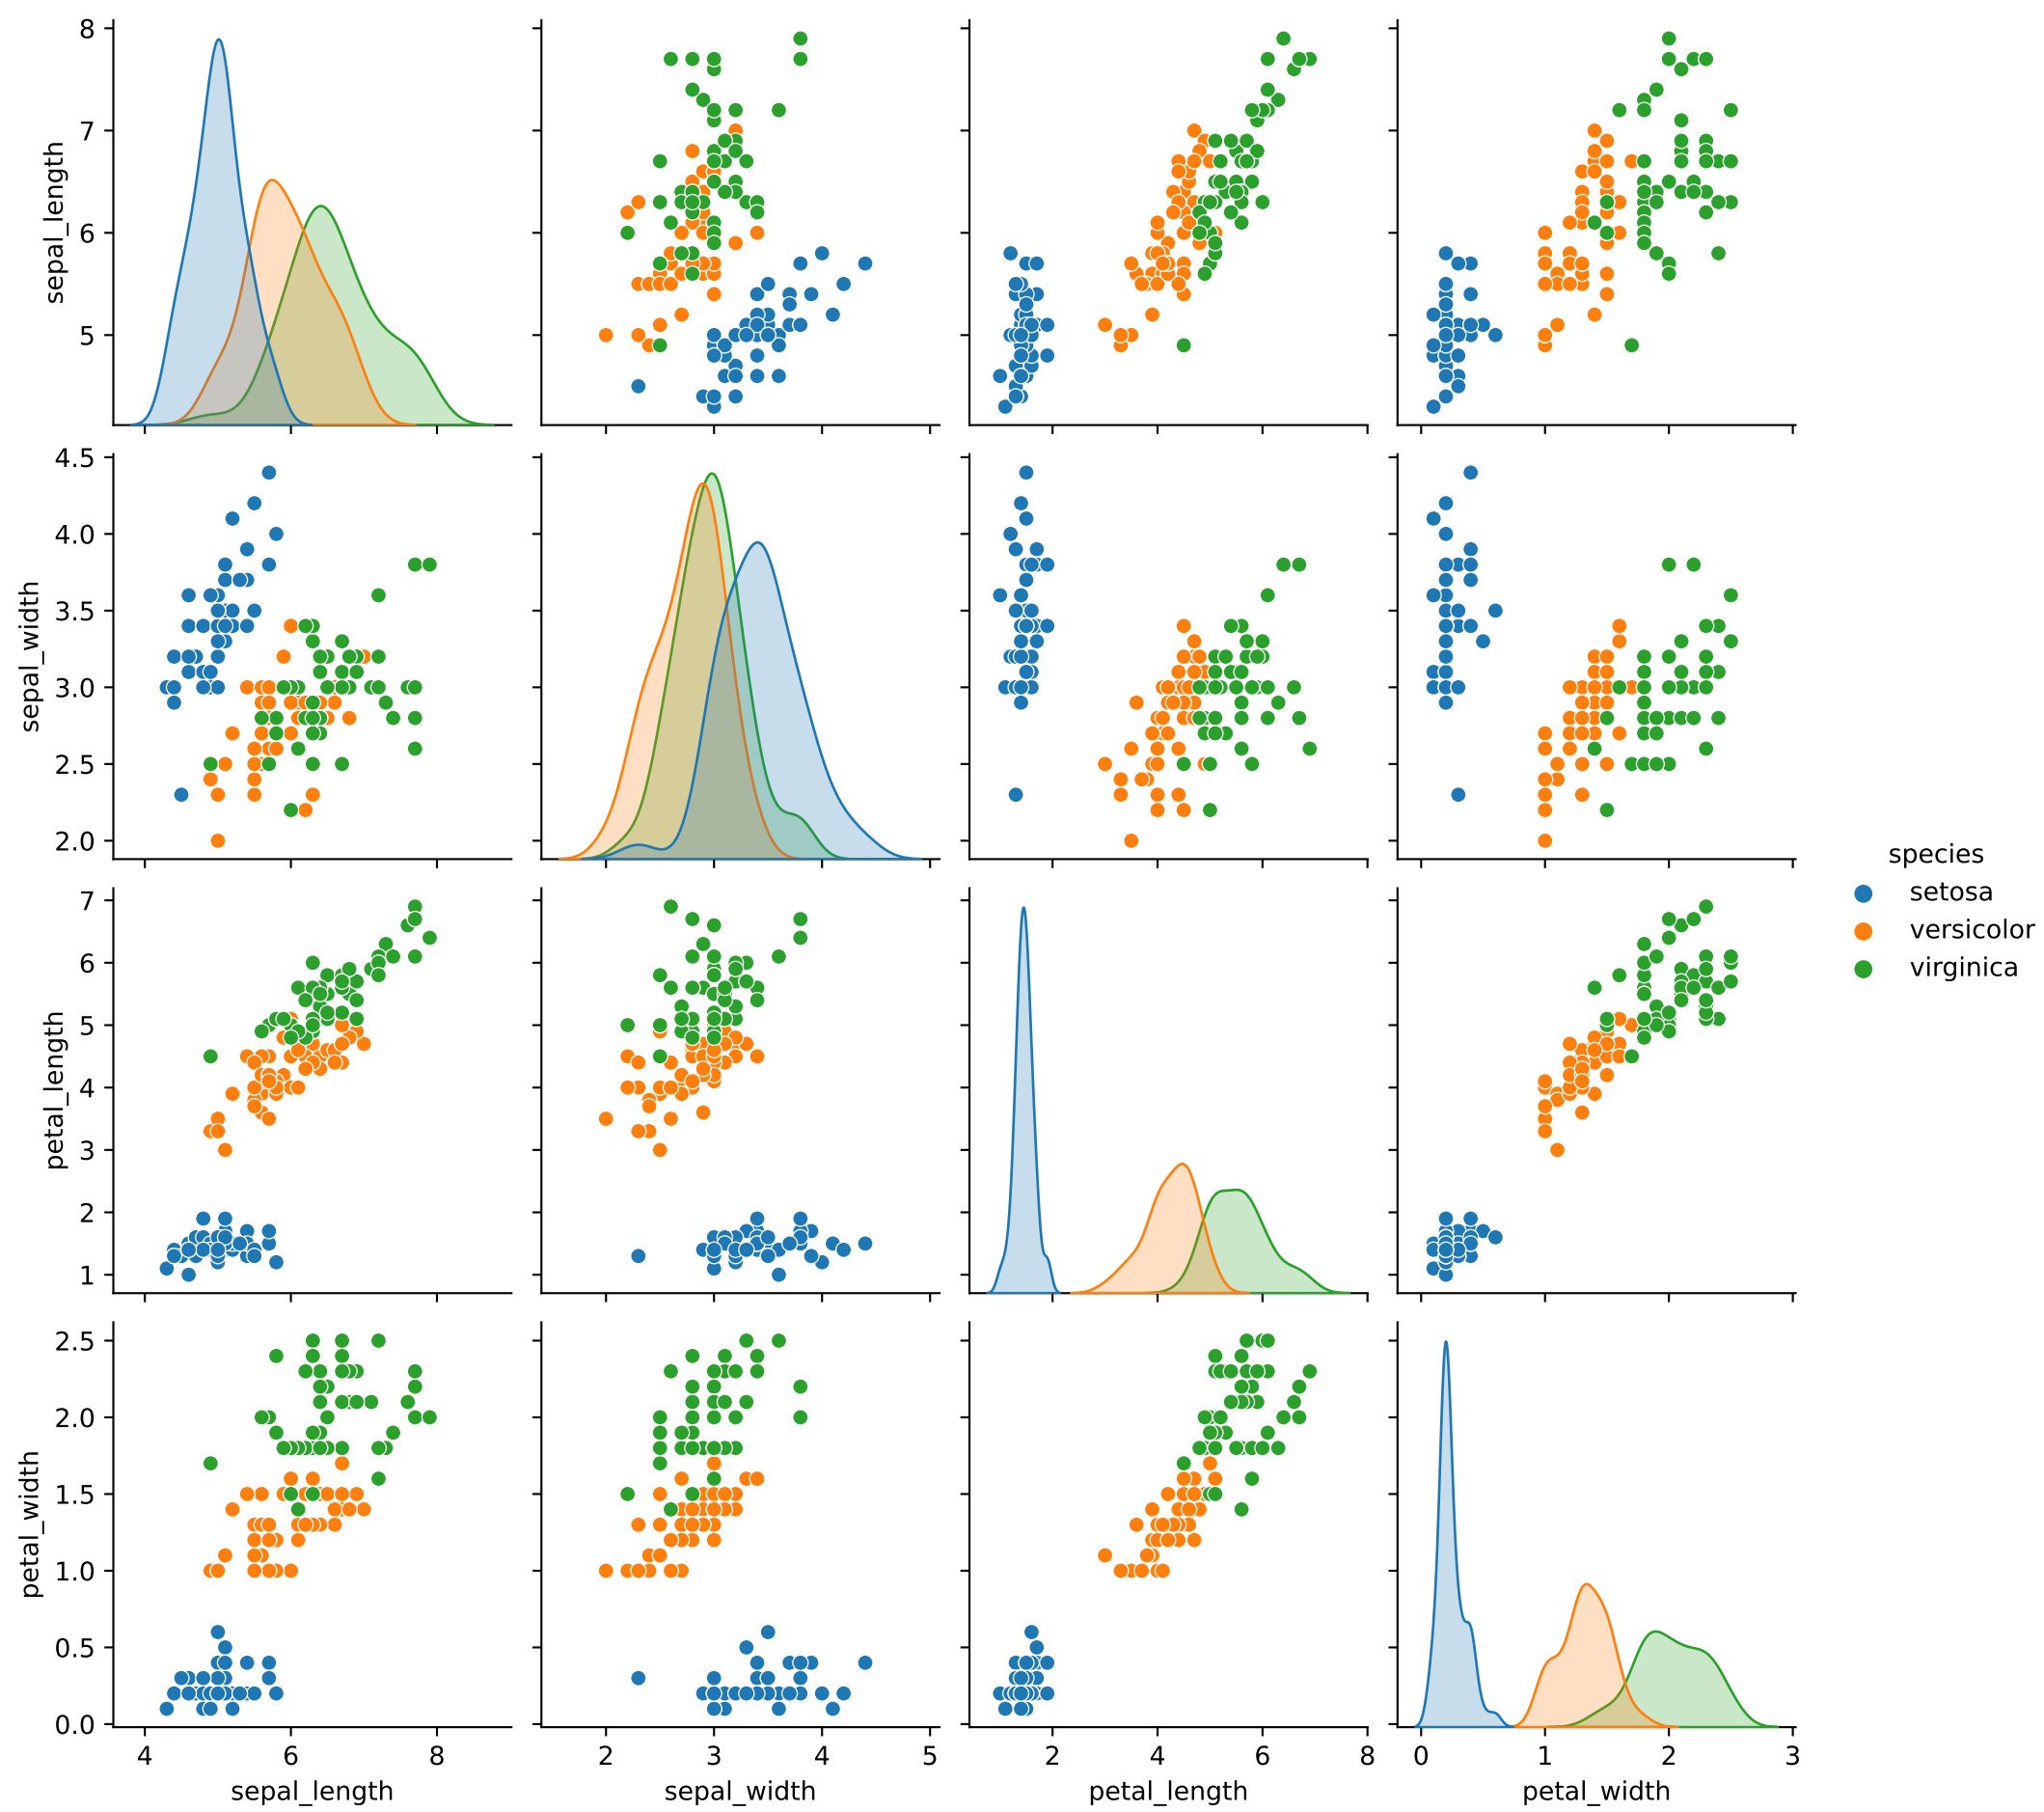 8
7
6
5
sepal_length
4.5
4.0
3.5
3.0
2.5
2.0
sepal_width
species
setosa
versicolor
virginica
7
6
5
4
3
2
1
petal_length
2.5
2.0
1.5
1.0
0.5
0.0
petal_width
4 6 8 2 3 4 5 2 4 6 8 0 1 2 3
sepal_length sepal_width petal_length petal_width